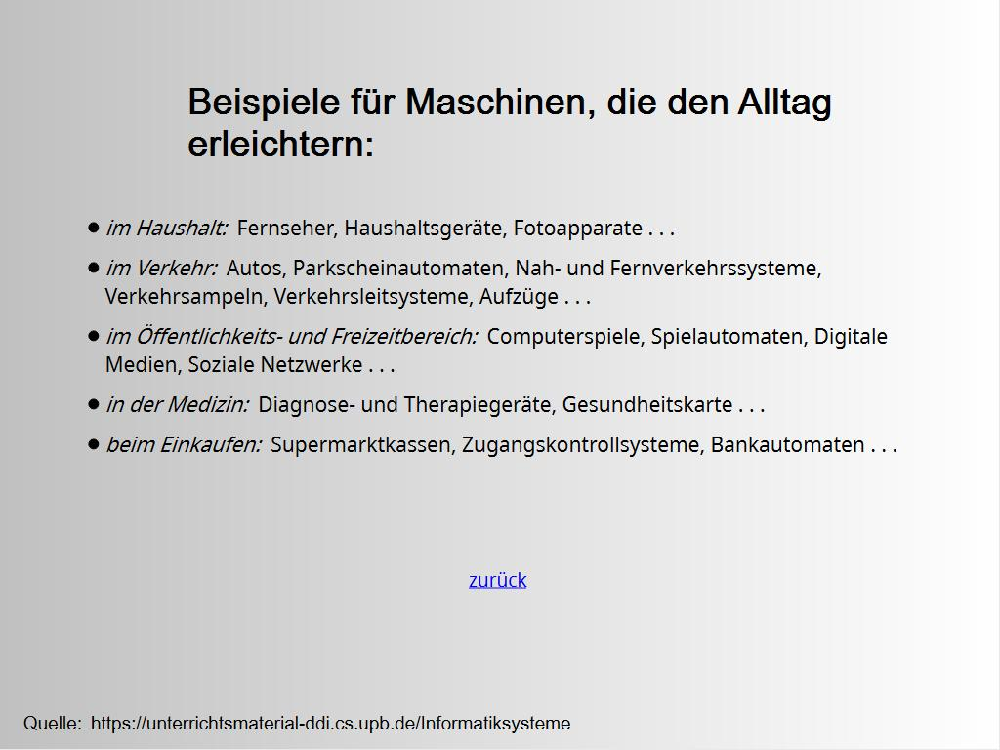 Beispiele für Maschinen, die den Alltag
erleichtern:
● im Haushalt: Fernseher, Haushaltsgeräte, Fotoapparate . . .
● im Verkehr: Autos, Parkscheinautomaten, Nah- und Fernverkehrssysteme,
Verkehrsampeln, Verkehrsleitsysteme, Aufzüge . . .
● im Öffentlichkeits- und Freizeitbereich: Computerspiele, Spielautomaten, Digitale
Medien, Soziale Netzwerke . . .
● in der Medizin: Diagnose- und Therapiegeräte, Gesundheitskarte . . .
● beim Einkaufen: Supermarktkassen, Zugangskontrollsysteme, Bankautomaten . . .
zurück
Quelle: https://unterrichtsmaterial-ddi.cs.upb.de/Informatiksysteme